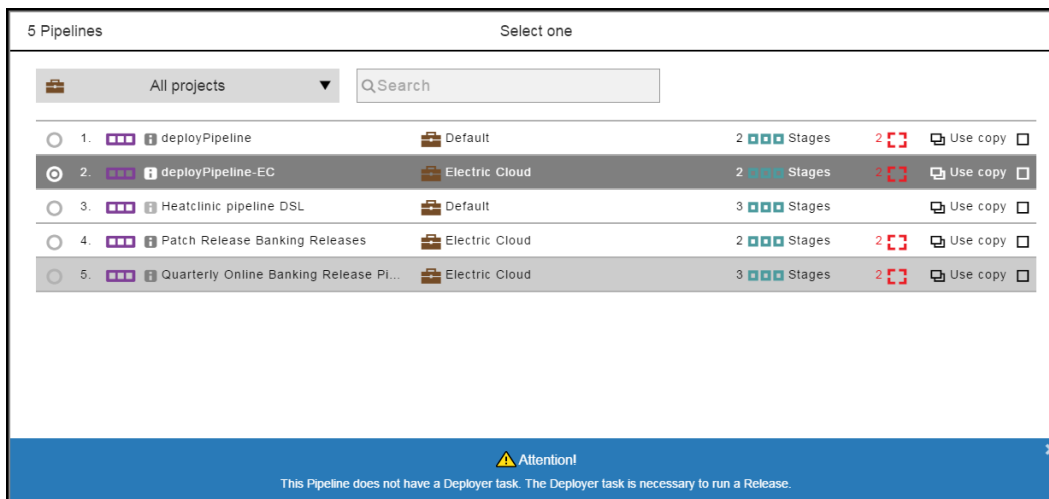 5 Pipelines Select one
All projects Search
1. deployPipeline Default 2 Stages 2 Use copy
2. deployPipeline-EC Electric Cloud 2 Stages 2 Use copy
3. Heatclinic pipeline DSL Default 3 Stages Use copy
4. Patch Release Banking Releases Electric Cloud 2 Stages 2 Use copy
5. Quarterly Online Banking Release Pi... Electric Cloud 3 Stages 2 Use copy
Attention!
This Pipeline does not have a Deployer task. The Deployer task is necessary to run a Release.